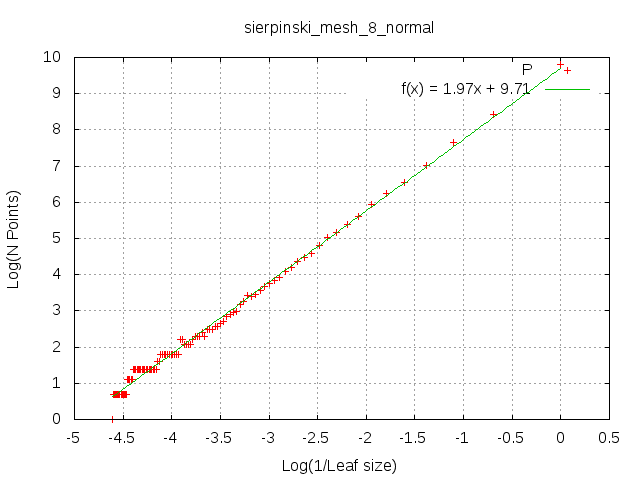 sierpinski_mesh_8_normal
10
9
8
7
6
5
4
3
2
1
0
Log(N Points)
P
f(x) = 1.97x + 9.71
-5 -4.5 -4 -3.5 -3 -2.5 -2 -1.5 -1 -0.5 0 0.5
Log(1/Leaf size)